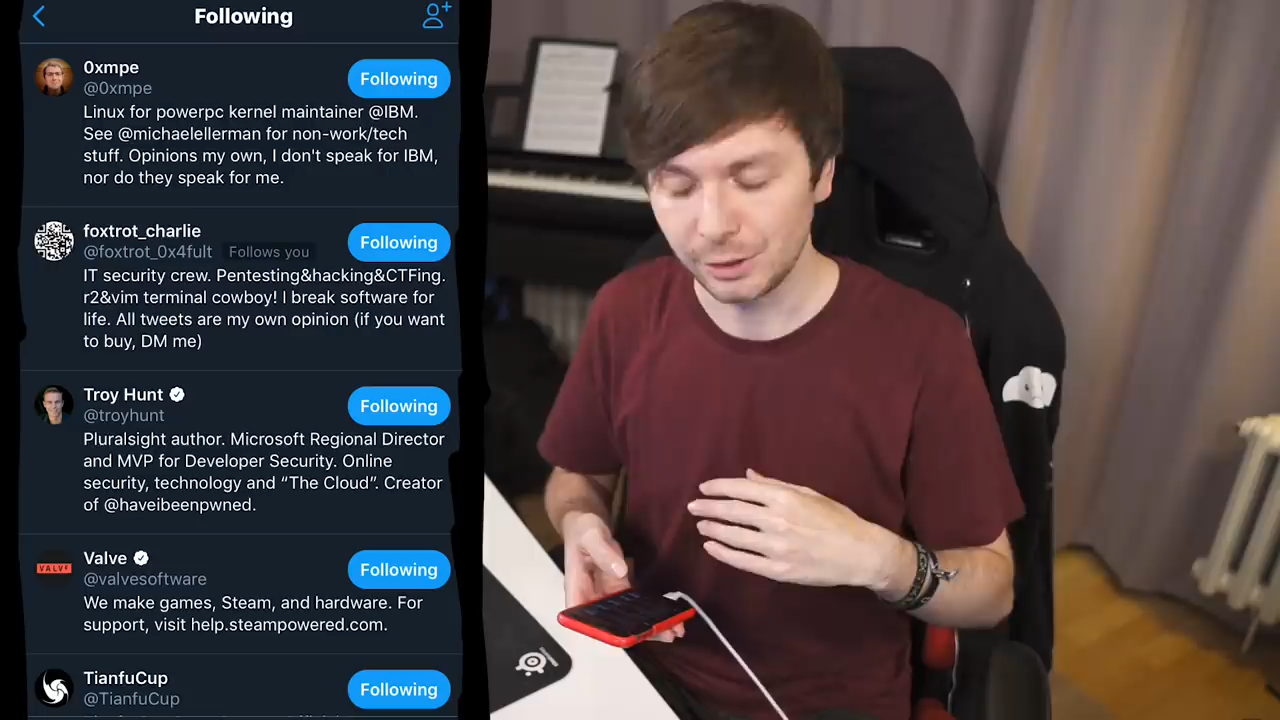 Following
0xmpe
@0xmpe
Following
Linux for powerpc kernel maintainer @IBM.
See @michaelellerman for non-work/tech
stuff. Opinions my own, I don't speak for IBM,
nor do they speak for me.
foxtrot_charlie
@foxtrot_0x4fult Follows you
Following
IT security crew. Pentesting&hacking&CTFing.
r2&vim terminal cowboy! I break software for
life. All tweets are my own opinion (if you want
to buy, DM me)
Troy Hunt
@troyhunt
Following
Pluralsight author. Microsoft Regional Director
and MVP for Developer Security. Online
security, technology and “The Cloud”. Creator
of @haveibeenpwned.
VALVE
Valve
@valvesoftware
Following
We make games, Steam, and hardware. For
support, visit help.steampowered.com.
TianfuCup
@TianfuCup
Following